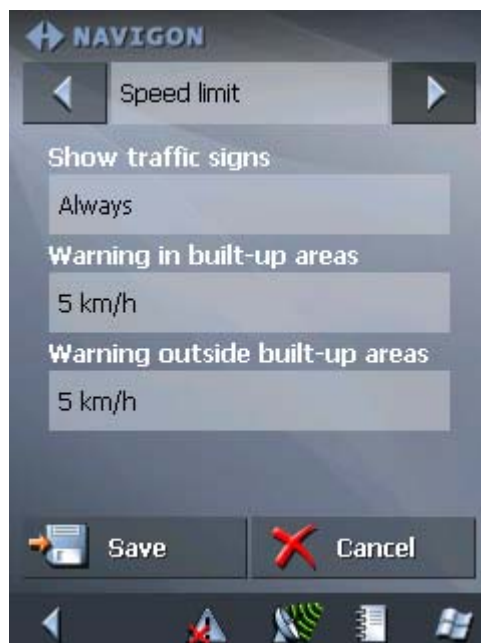 NAVIGON
Speed limit
Show traffic signs
Always
Warning in built-up areas
5 km/h
Warning outside built-up areas
5 km/h
Save
Cancel